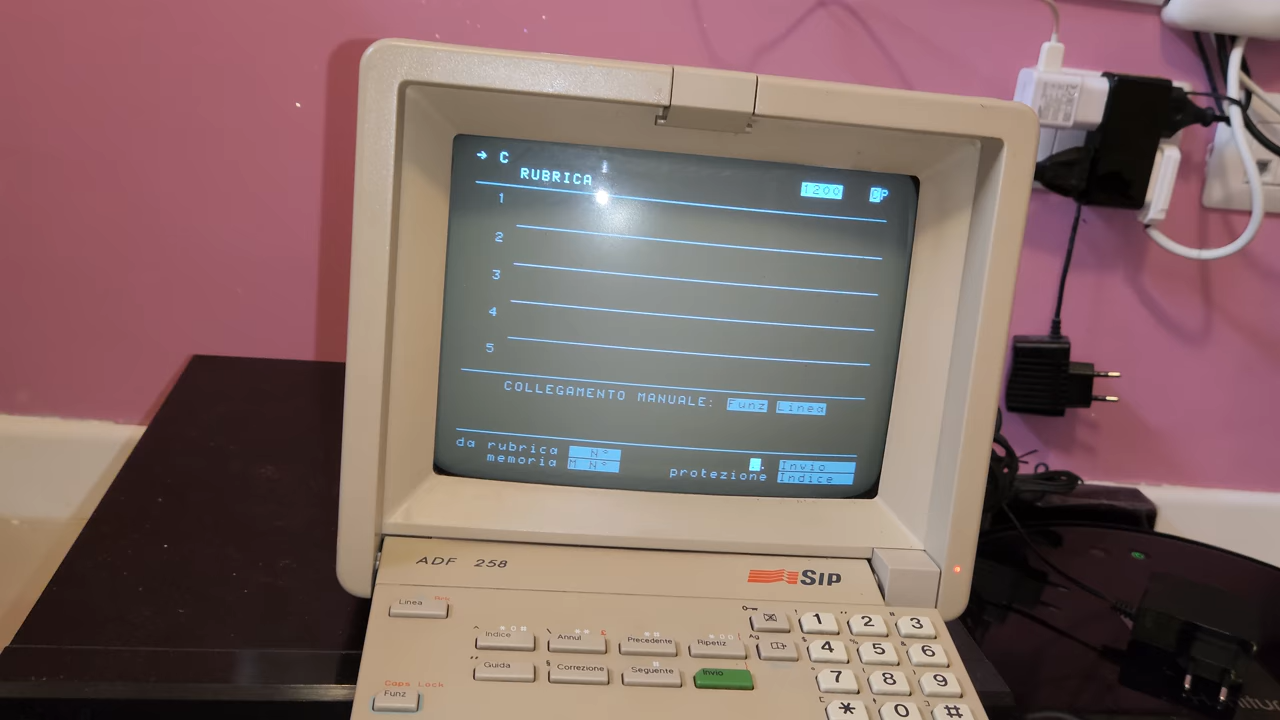 → C
RUBRICA
1200 CP
1
2
3
4
5
COLLEGAMENTO MANUALE: Funz Linea
da rubrica N°
memoria M N°
. Invio
protezione Indice
ADF 258
SIP
Linea
Indice Annul Precedente Ripetiz
Guida Correzione Seguente Invio
Caps Lock
Funz
1 2 3
4 5 6
7 8 9
* 0 #